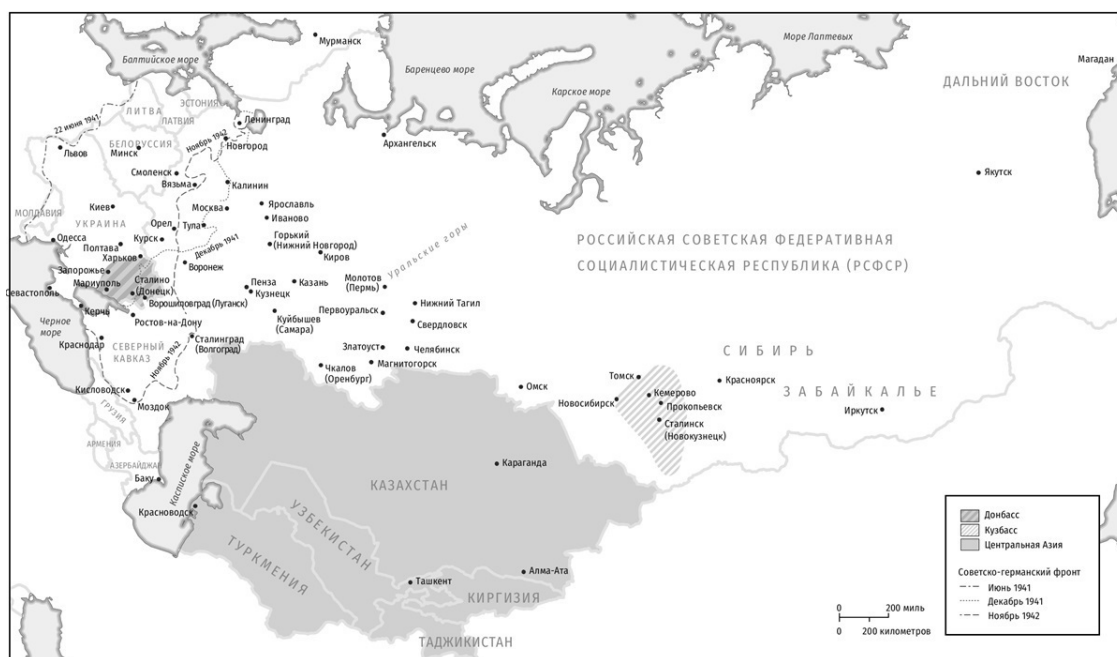 Мурманск
Море Лаптевых
Балтийское море
Баренцево море
Карское море
Магадан
ДАЛЬНИЙ ВОСТОК
22 июня 1941
ЛИТВА
ЭСТОНИЯ
ЛАТВИЯ
Ленинград
Ноябрь 1942
Новгород
Архангельск
Львов
БЕЛОРУССИЯ
Минск
Смоленск
Вязьма
Калинин
Якутск
МОЛДАВИЯ
Киев
Москва
Ярославль
Иваново
УКРАИНА
Орел
Тула
Одесса
Полтава
Курск
Харьков
Декабрь 1941
Горький
(Нижний Новгород)
Киров
Уральские горы
РОССИЙСКАЯ СОВЕТСКАЯ ФЕДЕРАТИВНАЯ
СОЦИАЛИСТИЧЕСКАЯ РЕСПУБЛИКА (РСФСР)
Воронеж
Запорожье
Мариуполь
Сталино
(Донецк)
Пенза
Кузнецк
Казань
Молотов
(Пермь)
Севастополь
Ворошиловград (Луганск)
Нижний Тагил
Керчь
Ростов-на-Дону
Куйбышев
(Самара)
Первоуральск
Свердловск
Черное
море
Краснодар
СЕВЕРНЫЙ
КАВКАЗ
Сталинград
(Волгоград)
Ноябрь 1942
Златоуст
Челябинск
Магнитогорск
Чкалов
(Оренбург)
СИБИРЬ
Кисловодск
Моздок
Омск
Томск
Новосибирск
Кемерово
Прокопьевск
Сталинск
(Новокузнецк)
Красноярск
ЗАБАЙКАЛЬЕ
Иркутск
ГРУЗИЯ
АРМЕНИЯ
АЗЕРБАЙДЖАН
Баку
Каспийское море
Красноводск
Караганда
КАЗАХСТАН
УЗБЕКИСТАН
ТУРКМЕНИЯ
Ташкент
Алма-Ата
КИРГИЗИЯ
ТАДЖИКИСТАН
0 200 миль
0 200 километров
Донбасс
Кузбасс
Центральная Азия
Советско-германский фронт
Июнь 1941
Декабрь 1941
Ноябрь 1942